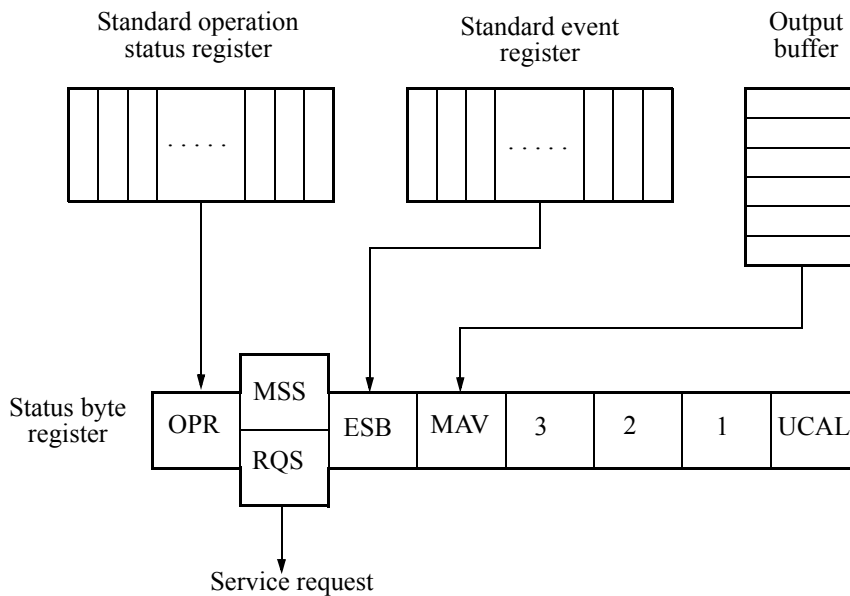 Standard operation
status register
Standard event
register
Output
buffer
. . . . .
. . . . .
Status byte
register
OPR
MSS
RQS
ESB
MAV
3
2
1
UCAL
Service request